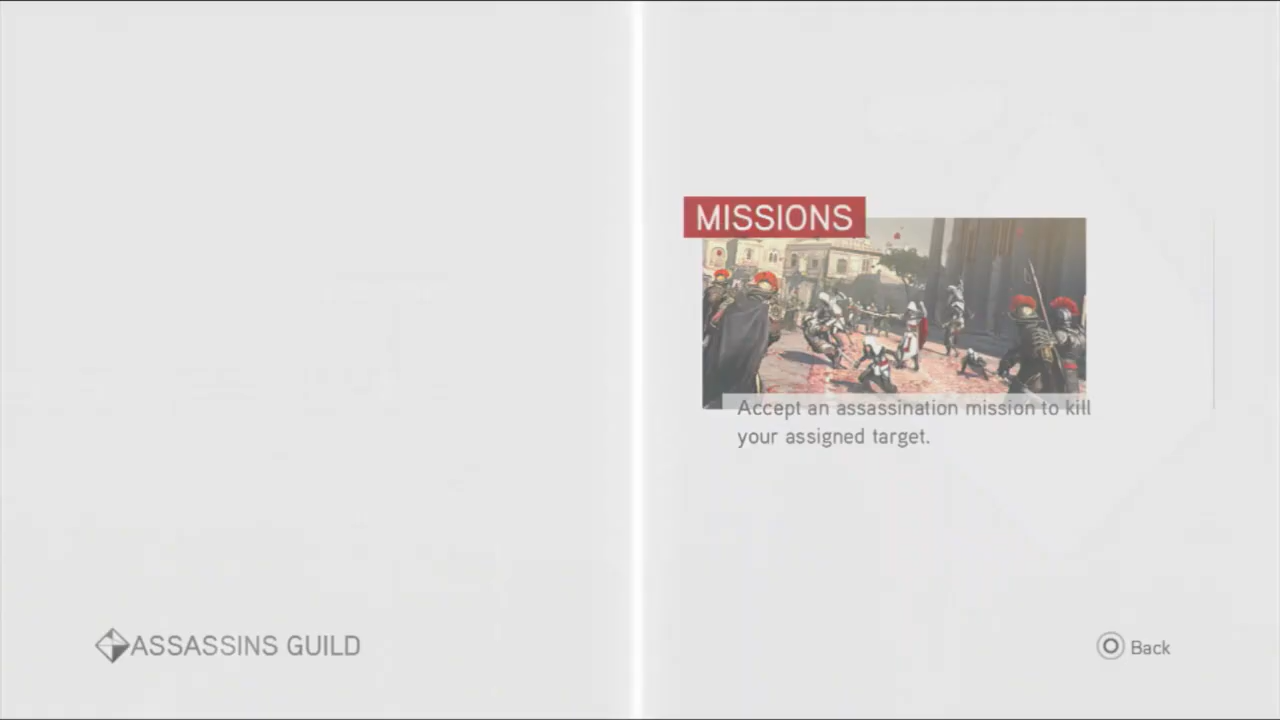 MISSIONS
Accept an assassination mission to kill
your assigned target.
ASSASSINS GUILD
Back